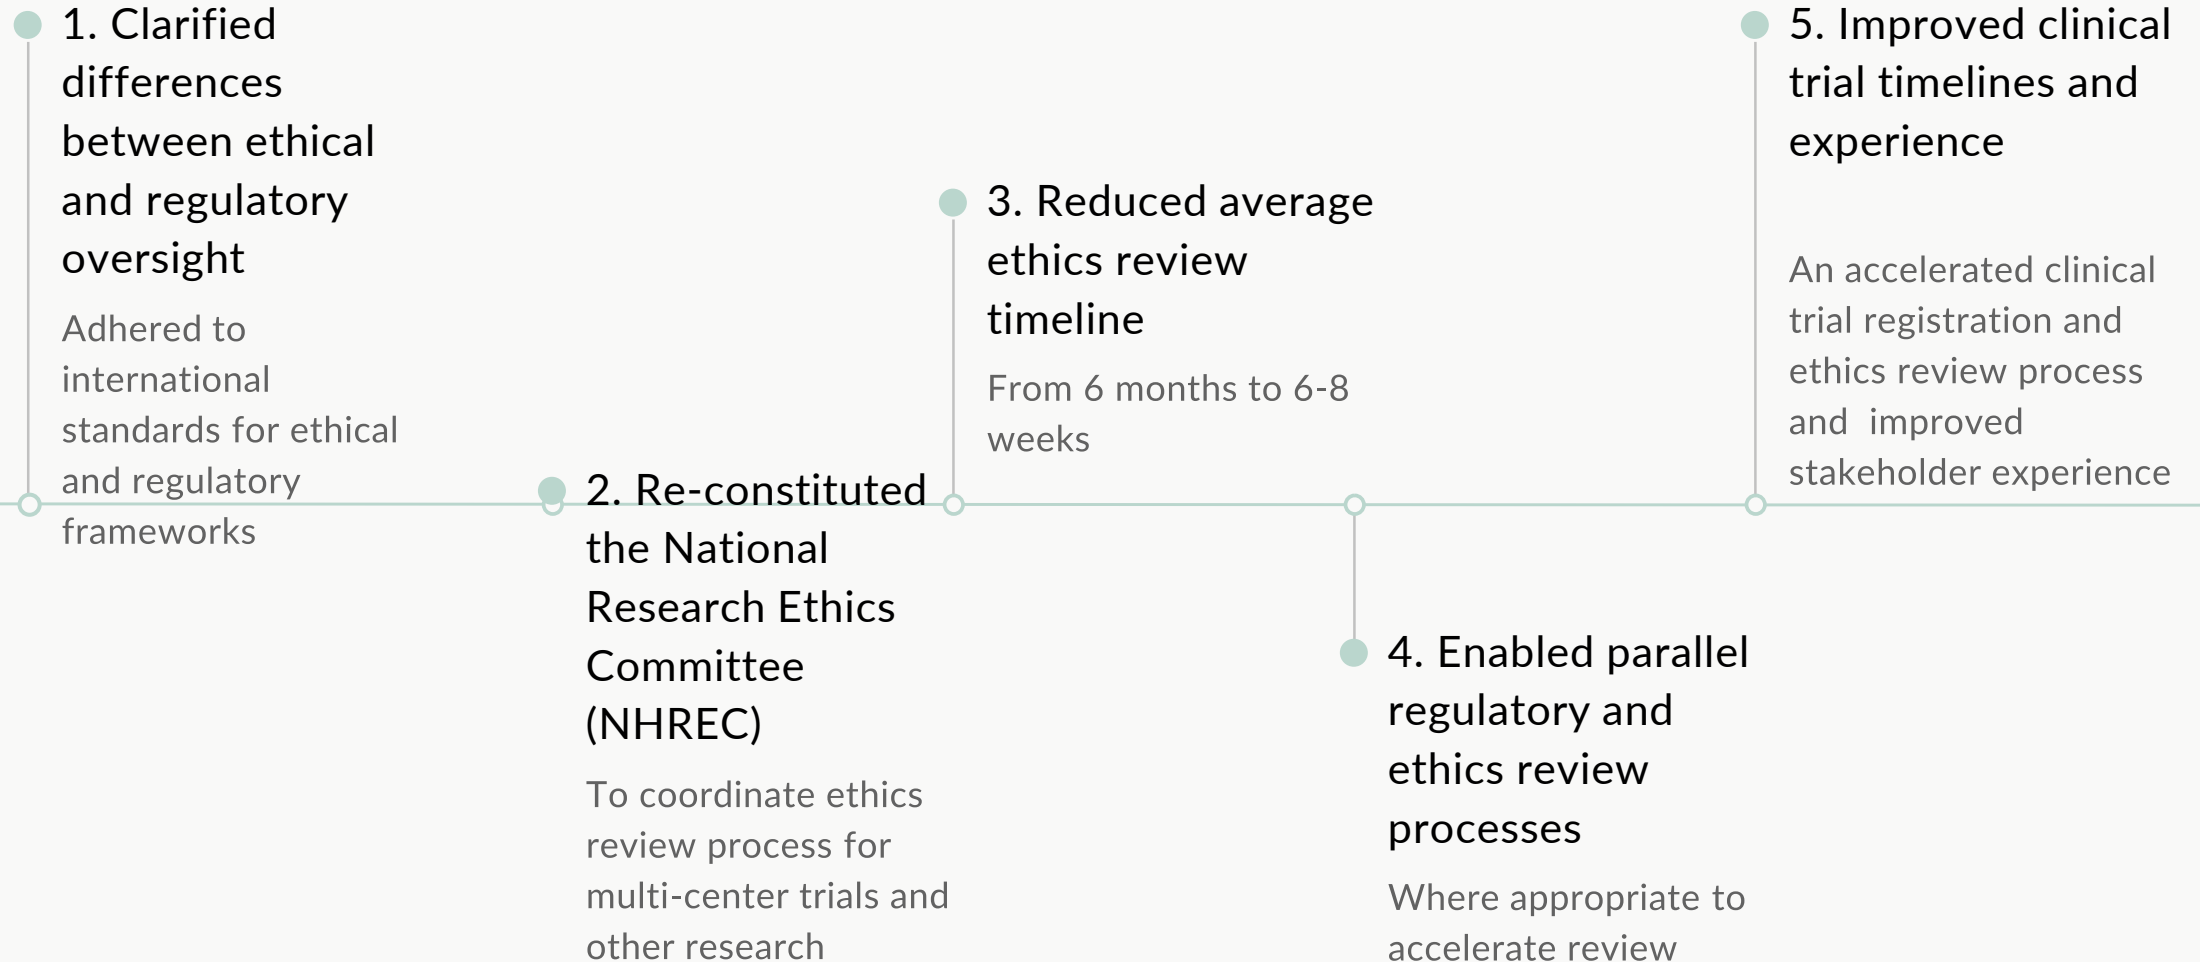 1. Clarified
differences
between ethical
and regulatory
oversight
Adhered to
international
standards for ethical
and regulatory
frameworks
2. Re-constituted
the National
Research Ethics
Committee
(NHREC)
To coordinate ethics
review process for
multi-center trials and
other research
3. Reduced average
ethics review
timeline
From 6 months to 6-8
weeks
4. Enabled parallel
regulatory and
ethics review
processes
Where appropriate to
accelerate review
5. Improved clinical
trial timelines and
experience
An accelerated clinical
trial registration and
ethics review process
and  improved
stakeholder experience